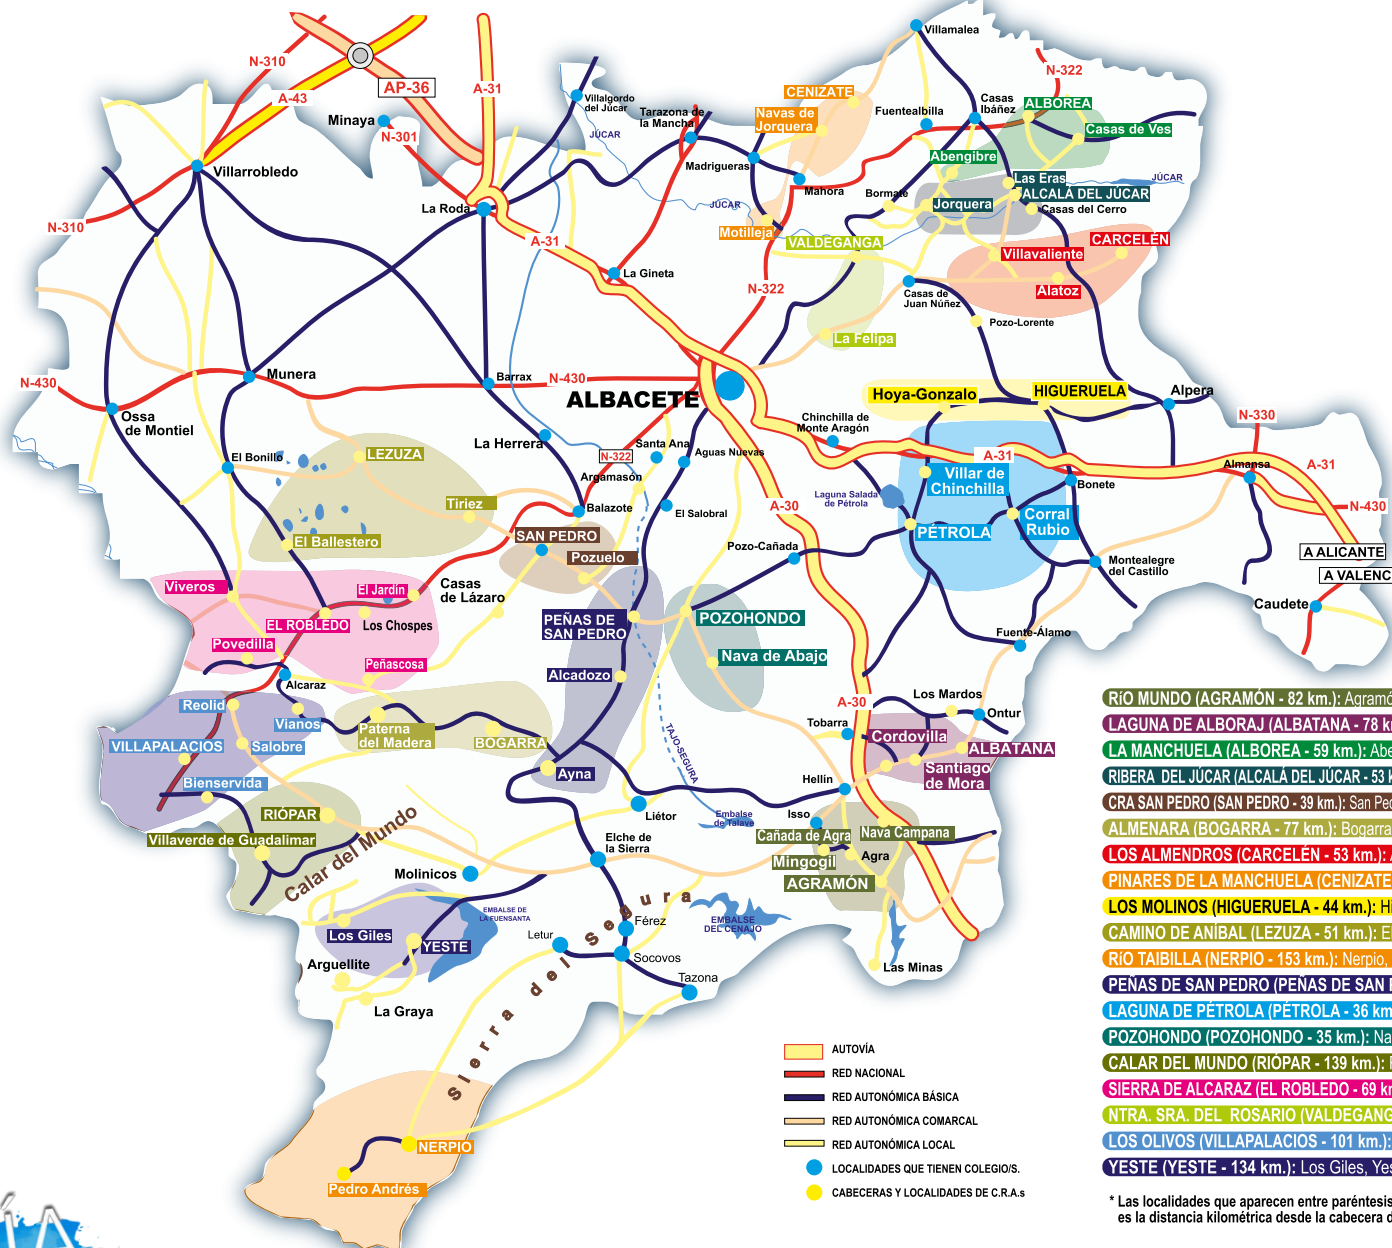 Villamalea
N-310
N-322
AP-36
A-31
CENIZATE
A-43
Villalgordo
del Júcar
Casas
Ibáñez
ALBOREA
Tarazona de
la Mancha
Navas de
Jorquera
Fuentealbilla
Minaya
N-301
JÚCAR
Casas de Ves
Madrigueras
Abengibre
Villarrobledo
Mahora
Las Eras
JÚCAR
Bormate
ALCALÁ DEL JÚCAR
La Roda
JÚCAR
Jorquera
Casas del Cerro
N-310
Motilleja
A-31
VALDEGANGA
CARCELÉN
Villavaliente
La Gineta
N-322
Casas de
Juan Núñez
Alatoz
Pozo-Lorente
La Felipa
N-430
Munera
Barrax
N-430
ALBACETE
Hoya-Gonzalo
HIGUERUELA
Alpera
Ossa
de Montiel
Chinchilla de
Monte Aragón
N-330
La Herrera
Santa Ana
N-322
Aguas Nuevas
El Bonillo
LEZUZA
A-31
Almansa
A-31
Argamasón
Villar de
Chinchilla
Bonete
Tiriez
Laguna Salada
de Pétrola
Balazote
El Salobral
A-30
N-430
Corral
Rubio
PÉTROLA
El Ballestero
SAN PEDRO
Pozo-Cañada
A ALICANTE
Pozuelo
Montealegre
del Castillo
A VALENC
Viveros
El Jardín
Casas
de Lázaro
Caudete
EL ROBLEDO
Los Chospes
PEÑAS DE
SAN PEDRO
POZOHONDO
Fuente-Álamo
Povedilla
Peñascosa
Nava de Abajo
Alcadozo
Alcaraz
RíO MUNDO (AGRAMÓN - 82 km.): Agramó
Reolid
A-30
Los Mardos
Ontur
Vianos
Paterna
del Madera
Tobarra
LAGUNA DE ALBORAJ (ALBATANA - 78 k
VILLAPALACIOS
Salobre
BOGARRA
TAJO-SEGURA
Cordovilla
ALBATANA
LA MANCHUELA (ALBOREA - 59 km.): Abe
Ayna
Santiago
de Mora
RIBERA DEL JÚCAR (ALCALÁ DEL JÚCAR - 53 k
Bienservida
Hellín
CRA SAN PEDRO (SAN PEDRO - 39 km.): San Ped
RIÓPAR
Liétor
Embalse
de Talave
Isso
ALMENARA (BOGARRA - 77 km.): Bogarra
Villaverde de Guadalimar
Calar del Mundo
Elche de
la Sierra
Cañada de Agra
Nava Campana
LOS ALMENDROS (CARCELÉN - 53 km.):
Mingogil
Agra
Molinicos
AGRAMÓN
PINARES DE LA MANCHUELA (CENIZATE
LOS MOLINOS (HIGUERUELA - 44 km.): Hi
EMBALSE DE
LA FUENSANTA
Sierra del Segura
Férez
EMBALSE
DEL CENAJO
CAMINO DE ANÍBAL (LEZUZA - 51 km.): El
Los Giles
YESTE
Letur
Socovos
RÍO TAIBILLA (NERPIO - 153 km.): Nerpio,
Arguellite
Las Minas
PEÑAS DE SAN PEDRO (PEÑAS DE SAN P
Tazona
La Graya
LAGUNA DE PÉTROLA (PÉTROLA - 36 km
POZOHONDO (POZOHONDO - 35 km.): Na
AUTOVÍA
CALAR DEL MUNDO (RIÓPAR - 139 km.):
RED NACIONAL
SIERRA DE ALCARAZ (EL ROBLEDO - 69 k
RED AUTONÓMICA BÁSICA
NTRA. SRA. DEL ROSARIO (VALDEGANG
RED AUTONÓMICA COMARCAL
LOS OLIVOS (VILLAPALACIOS - 101 km.):
RED AUTONÓMICA LOCAL
NERPIO
YESTE (YESTE - 134 km.): Los Giles, Yes
LOCALIDADES QUE TIENEN COLEGIO/S.
Pedro Andrés
CABECERAS Y LOCALIDADES DE C.R.A.s
* Las localidades que aparecen entre paréntesis
es la distancia kilométrica desde la cabecera d
ÍA